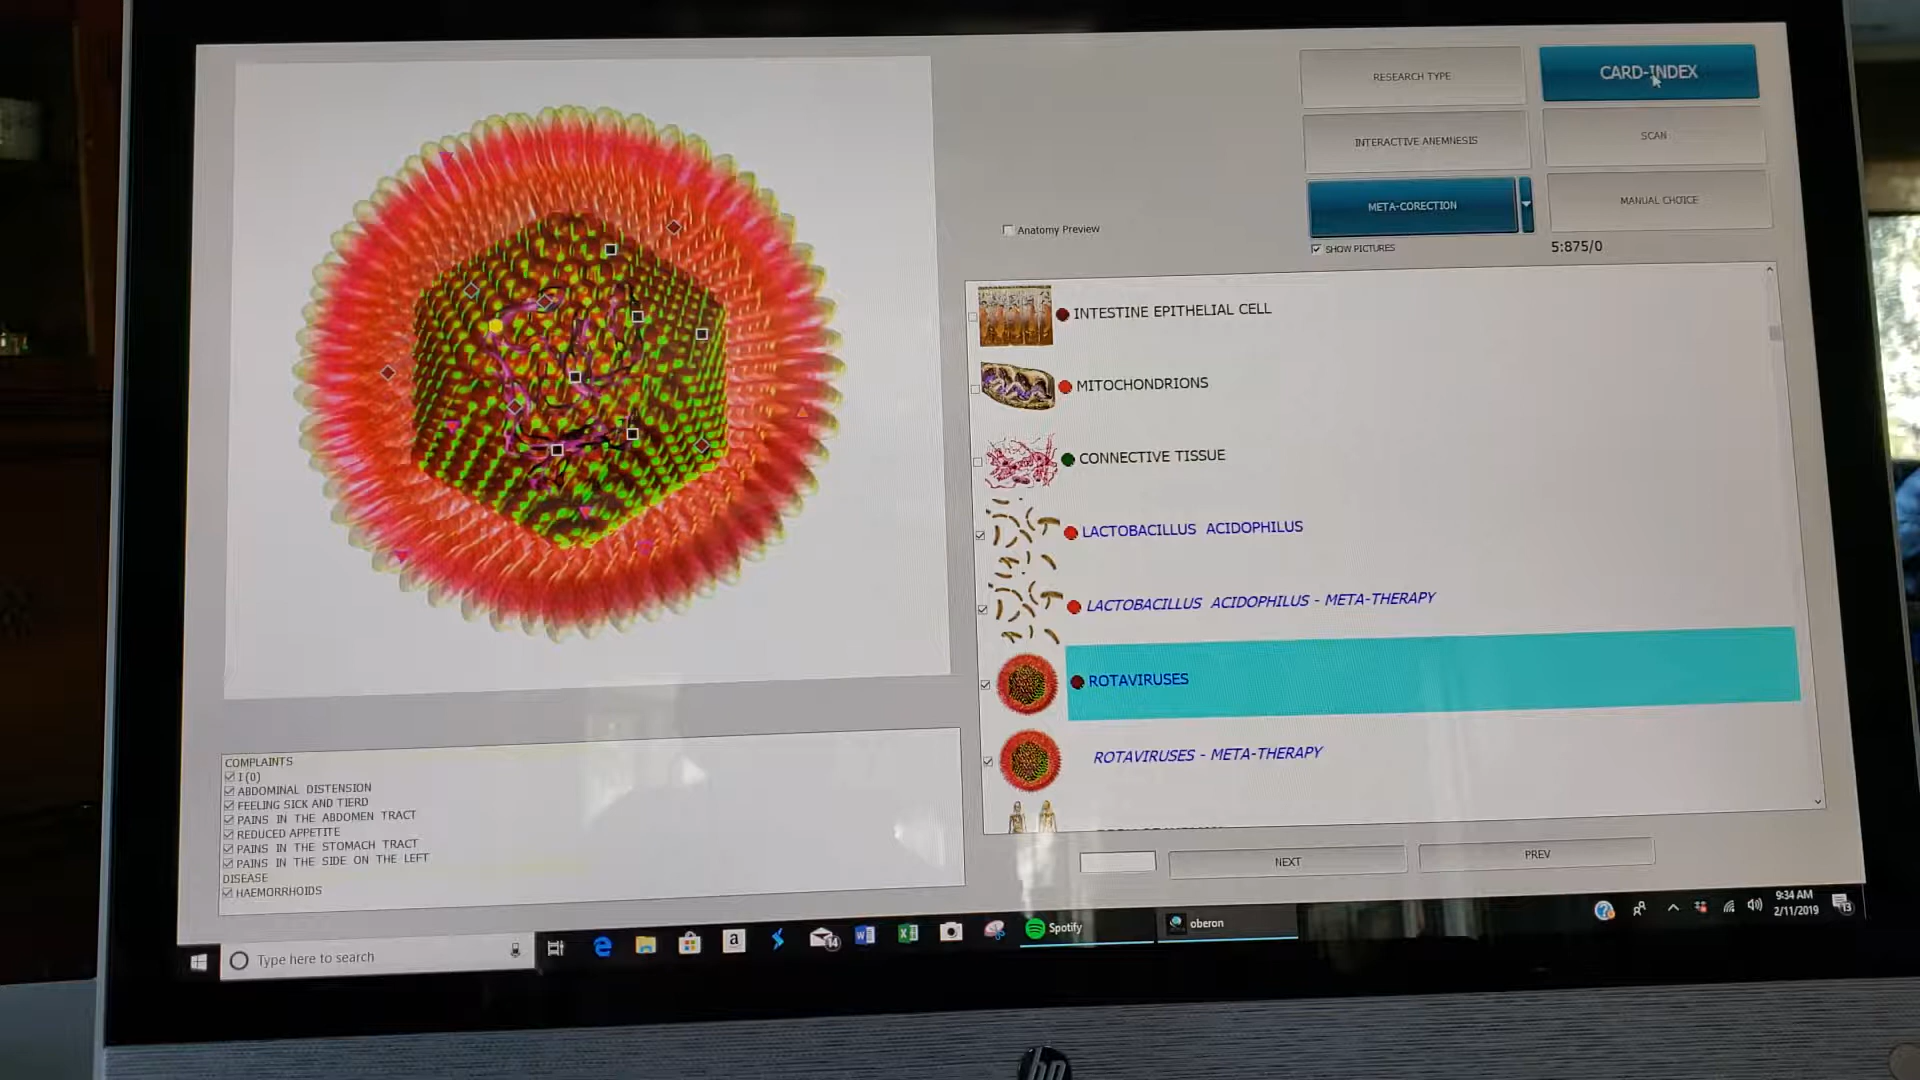 RESEARCH TYPE
CARD-INDEX
INTERACTIVE ANEMNESIS
SCAN
META-CORECTION
MANUAL CHOICE
Anatomy Preview
SHOW PICTURES
5:875/0
INTESTINE EPITHELIAL CELL
MITOCHONDRIONS
CONNECTIVE TISSUE
LACTOBACILLUS ACIDOPHILUS
LACTOBACILLUS ACIDOPHILUS - META-THERAPY
ROTAVIRUSES
ROTAVIRUSES - META-THERAPY
COMPLAINTS
I (0)
ABDOMINAL DISTENSION
FEELING SICK AND TIERD
PAINS IN THE ABDOMEN TRACT
REDUCED APPETITE
PAINS IN THE STOMACH TRACT
PAINS IN THE SIDE ON THE LEFT
DISEASE
HAEMORRHOIDS
NEXT
PREV
Type here to search
14
Spotify
oberon
9:34 AM
2/11/2019
13
hp